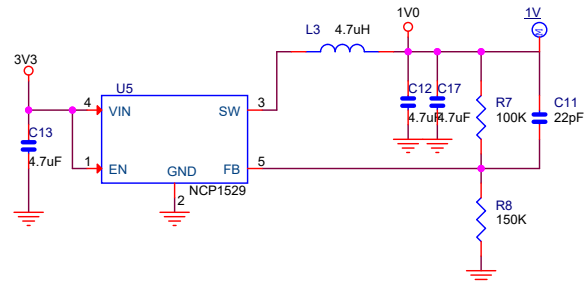 L3 4.7uH
1V0
1V
3V3
U5
4 VIN SW 3
C13
4.7uF
1 EN GND FB 5
NCP1529
2
C12 C17
4.7uF 4.7uF
R7
100K
C11
22pF
R8
150K